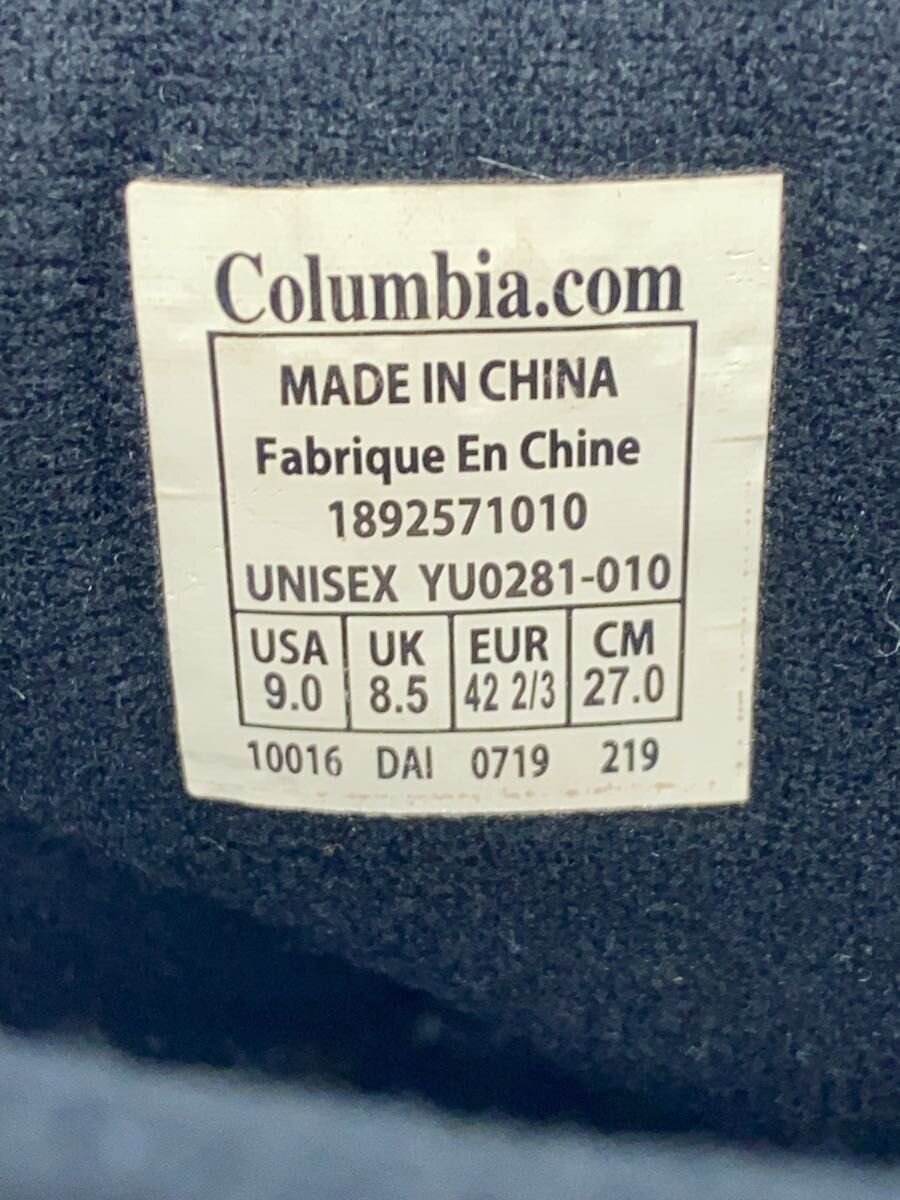 Columbia.com
MADE IN CHINA
Fabrique En Chine
1892571010
UNISEX YU0281-010
USA UK EUR CM
9.0 8.5 42 2/3 27.0
10016 DAI 0719 219